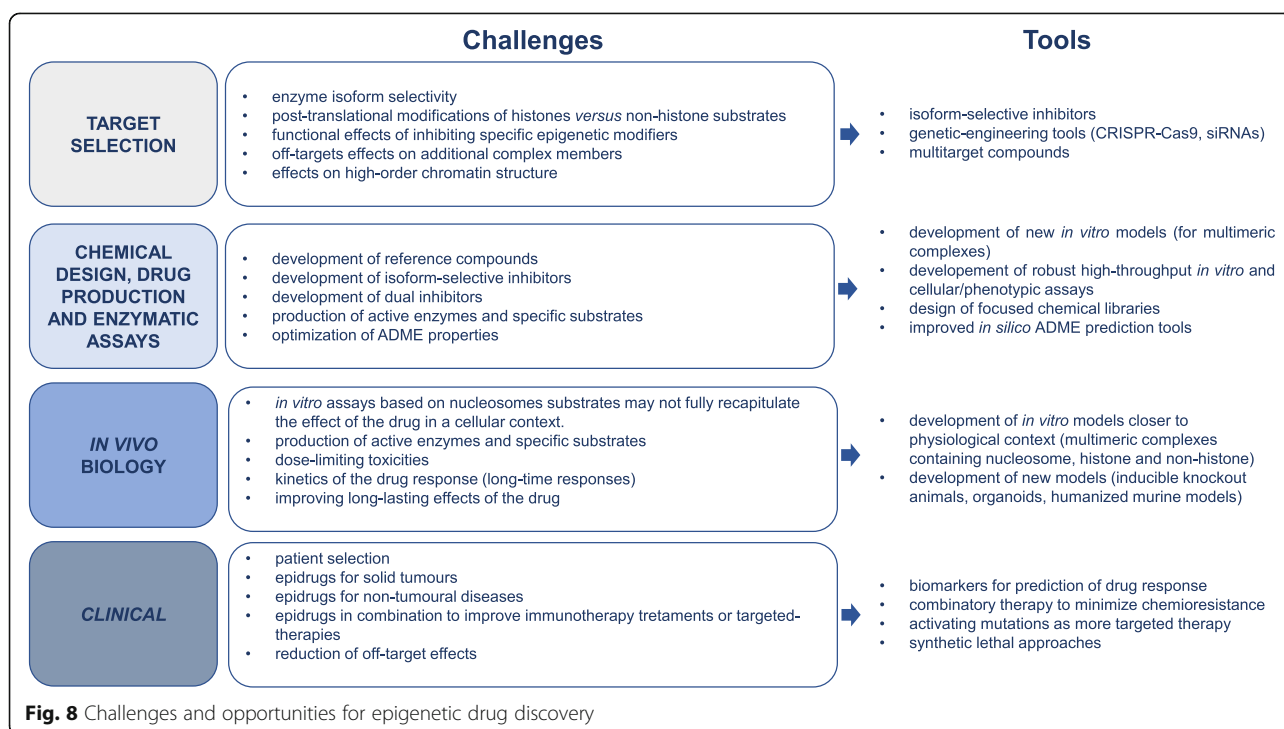 Challenges
Tools
TARGET
SELECTION
• enzyme isoform selectivity
• post-translational modifications of histones versus non-histone substrates
• functional effects of inhibiting specific epigenetic modifiers
• off-targets effects on additional complex members
• effects on high-order chromatin structure
• isoform-selective inhibitors
• genetic-engineering tools (CRISPR-Cas9, siRNAs)
• multitarget compounds
CHEMICAL
DESIGN, DRUG
PRODUCTION
AND ENZYMATIC
ASSAYS
• development of reference compounds
• development of isoform-selective inhibitors
• development of dual inhibitors
• production of active enzymes and specific substrates
• optimization of ADME properties
• development of new in vitro models (for multimeric
complexes)
• developement of robust high-throughput in vitro and
cellular/phenotypic assays
• design of focused chemical libraries
• improved in silico ADME prediction tools
IN VIVO
BIOLOGY
• in vitro assays based on nucleosomes substrates may not fully recapitulate
the effect of the drug in a cellular context.
• production of active enzymes and specific substrates
• dose-limiting toxicities
• kinetics of the drug response (long-time responses)
• improving long-lasting effects of the drug
• development of in vitro models closer to
physiological context (multimeric complexes
containing nucleosome, histone and non-histone)
• development of new models (inducible knockout
animals, organoids, humanized murine models)
CLINICAL
• patient selection
• epidrugs for solid tumours
• epidrugs for non-tumoural diseases
• epidrugs in combination to improve immunotherapy tretaments or targeted-
therapies
• reduction of off-target effects
• biomarkers for prediction of drug response
• combinatory therapy to minimize chemioresistance
• activating mutations as more targeted therapy
• synthetic lethal approaches
Fig. 8 Challenges and opportunities for epigenetic drug discovery